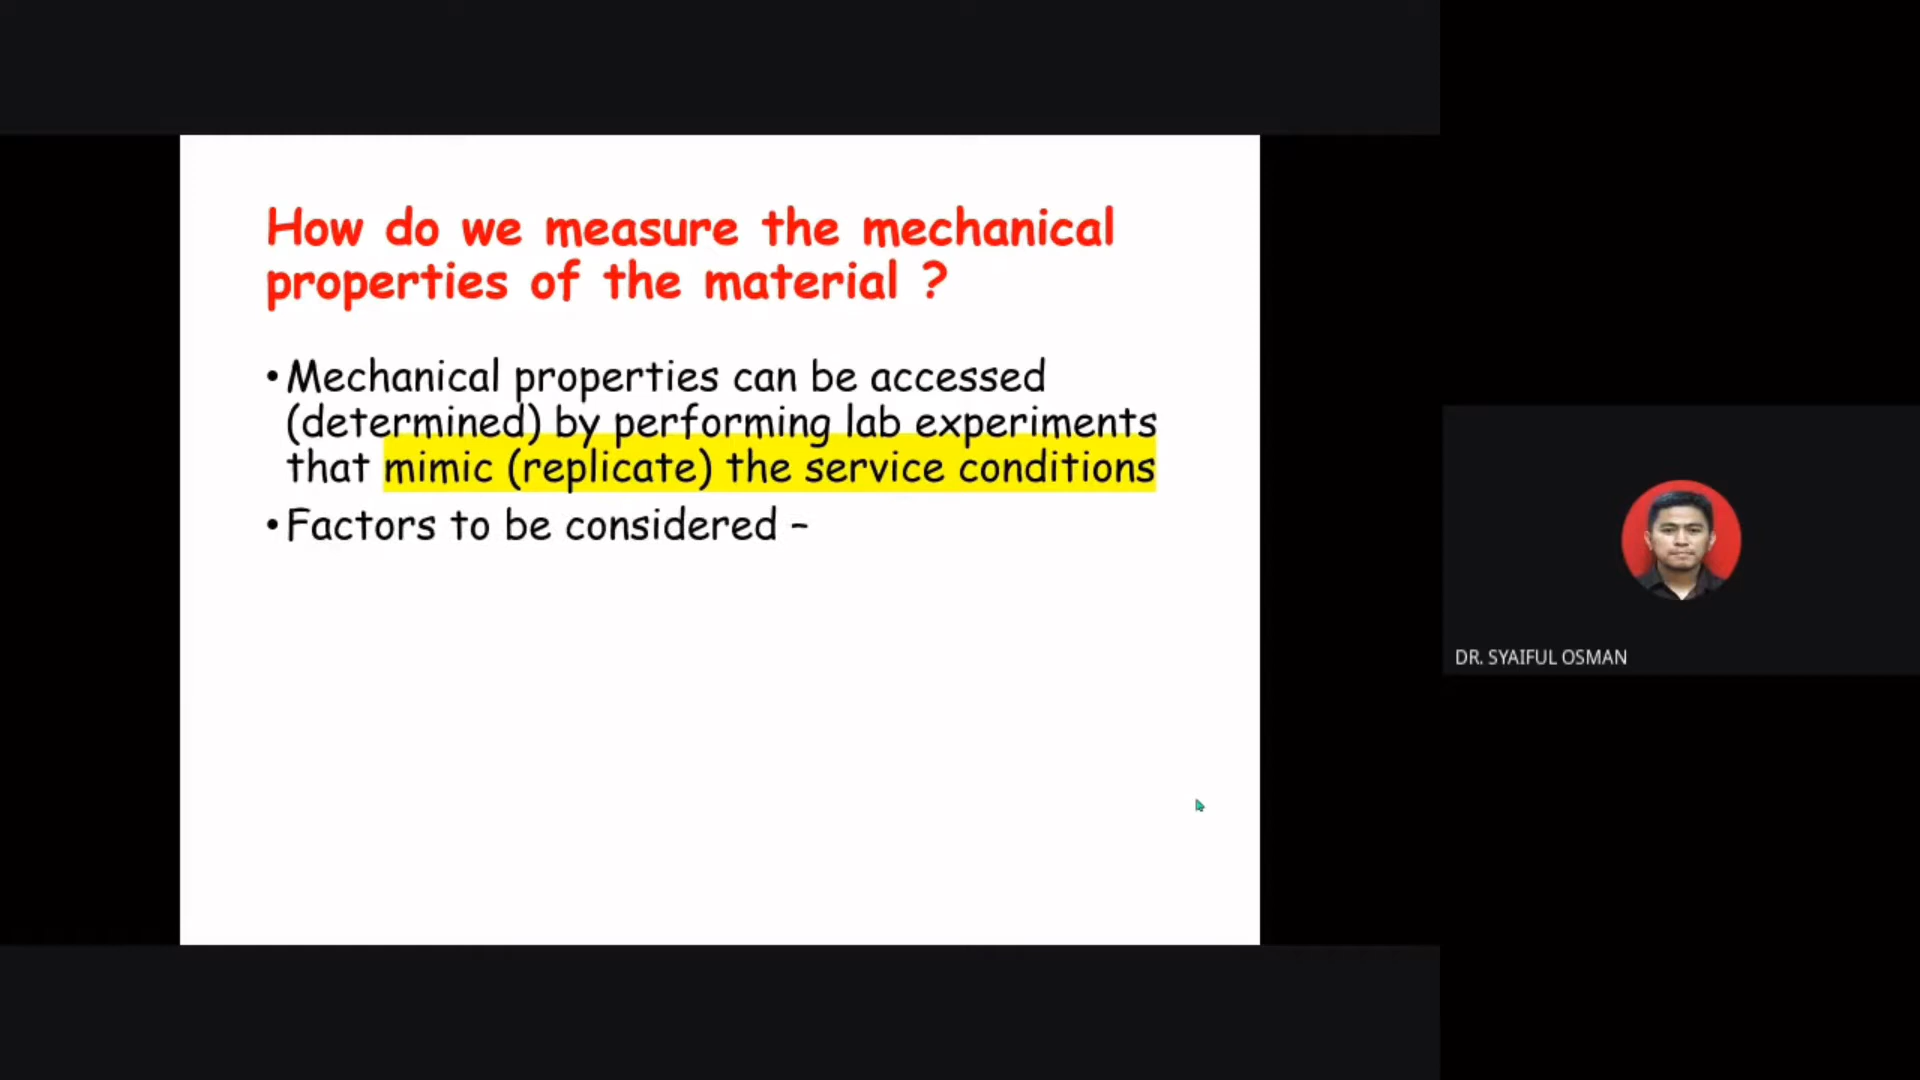 How do we measure the mechanical
properties of the material ?
•Mechanical properties can be accessed
(determined) by performing lab experiments
that mimic (replicate) the service conditions
•Factors to be considered –
DR. SYAIFUL OSMAN